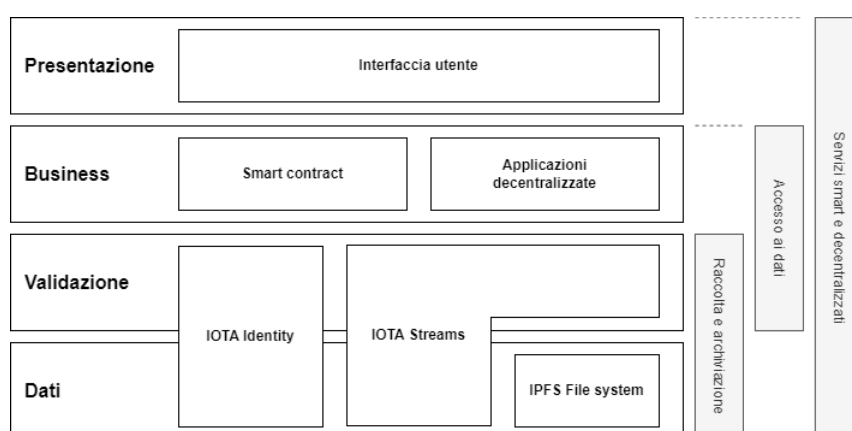 Presentazione
Interfaccia utente
Business
Smart contract
Applicazioni
decentralizzate
Validazione
IOTA Identity
IOTA Streams
Dati
IPFS File system
Raccolta e archiviazione
Accesso ai dati
Servizi smart e decentralizzati